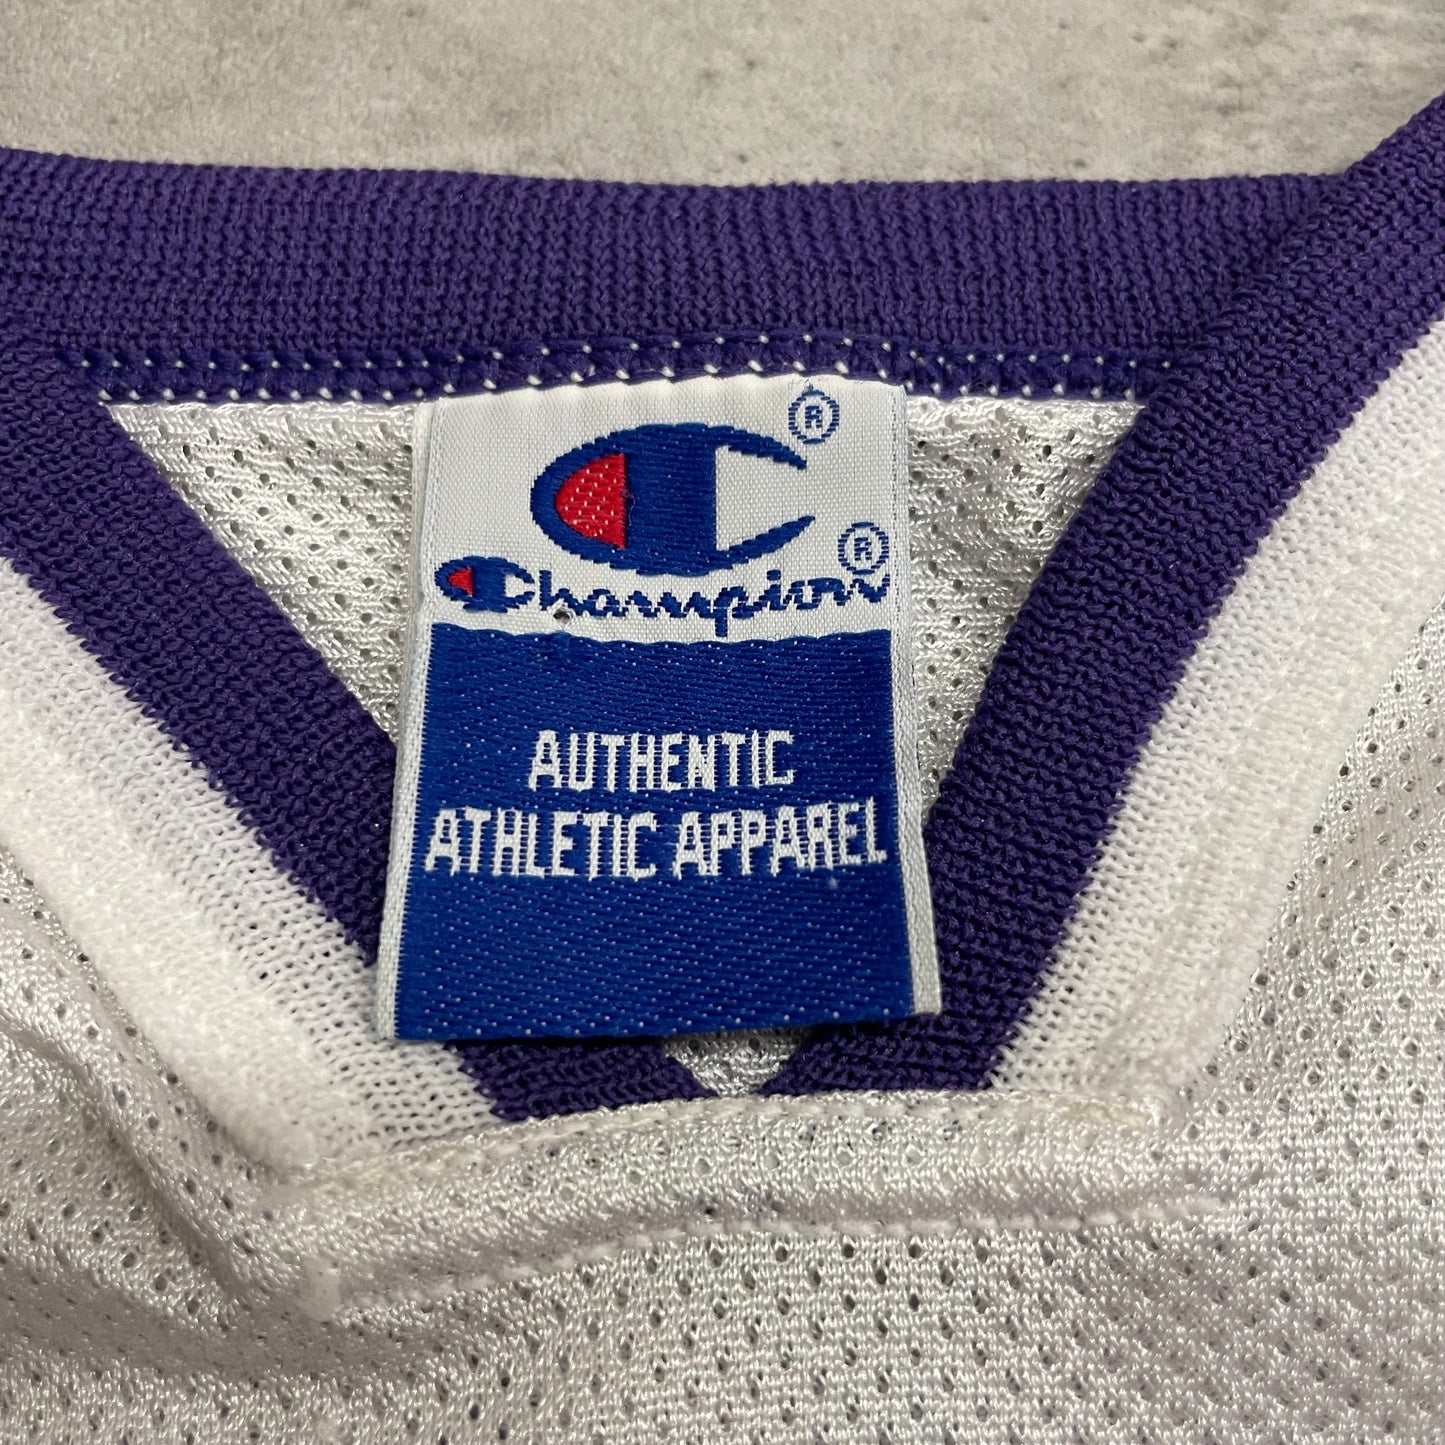 ®
Champion ®
AUTHENTIC
ATHLETIC APPAREL